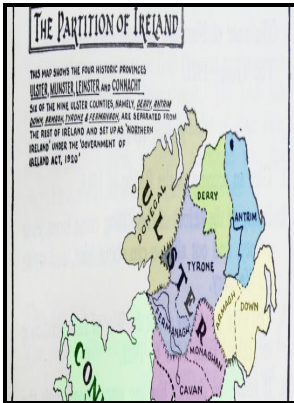 THE PARTITION OF IRELAND
THIS MAP SHOWS THE FOUR HISTORIC PROVINCES
ULSTER, MUNSTER, LEINSTER AND CONNACHT
SIX OF THE NINE ULSTER COUNTIES, NAMELY, DERRY, ANTRIM
DOWN, ARMAGH, TYRONE & FERMANAGH, ARE SEPARATED FROM
THE REST OF IRELAND AND SET UP AS 'NORTHERN
IRELAND' UNDER THE 'GOVERNMENT OF
IRELAND ACT, 1920'
ULSTER
DONEGAL
DERRY
ANTRIM
TYRONE
FERMANAGH
ARMAGH
DOWN
MONAGHAN
CAVAN
CON